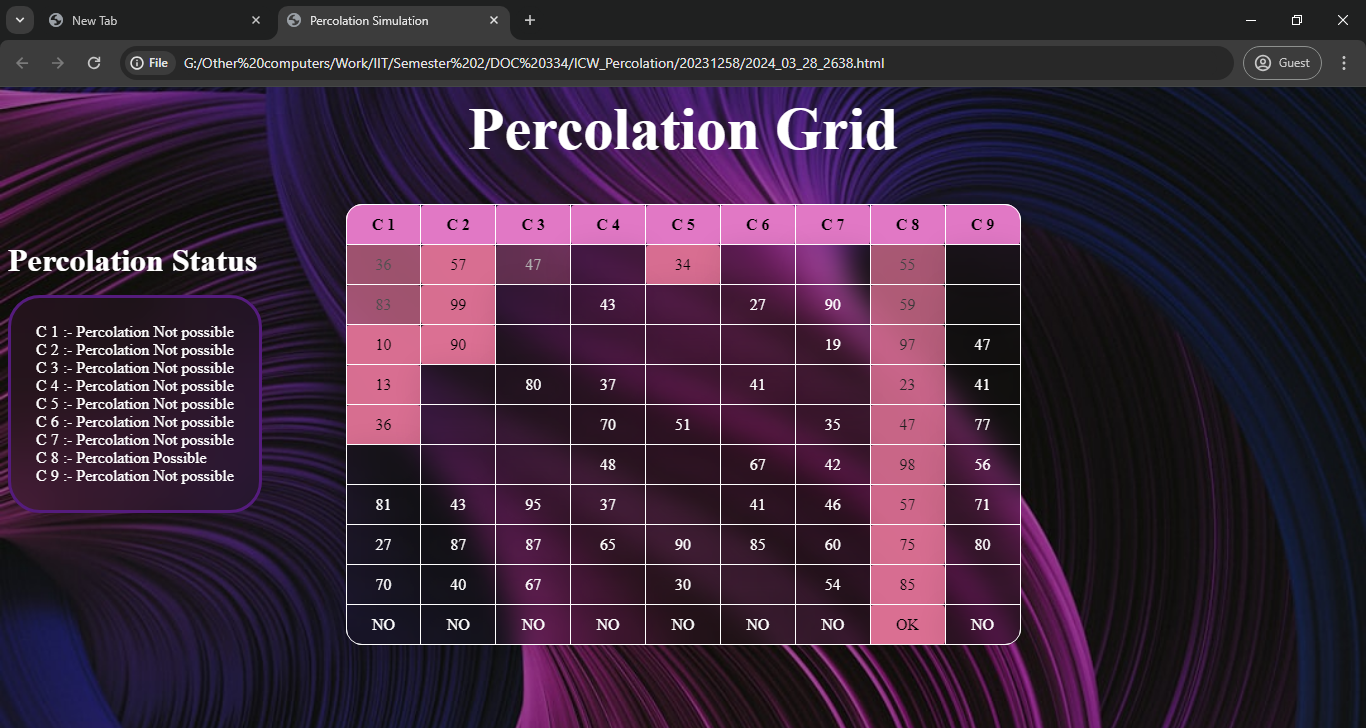 New Tab
Percolation Simulation
File G:/Other%20computers/Work/IIT/Semester%202/DOC%20334/ICW_Percolation/20231258/2024_03_28_2638.html Guest
Percolation Grid
Percolation Status
C 1 :- Percolation Not possible
C 2 :- Percolation Not possible
C 3 :- Percolation Not possible
C 4 :- Percolation Not possible
C 5 :- Percolation Not possible
C 6 :- Percolation Not possible
C 7 :- Percolation Not possible
C 8 :- Percolation Possible
C 9 :- Percolation Not possible
C 1 C 2 C 3 C 4 C 5 C 6 C 7 C 8 C 9
36 57 47 34 55
83 99 43 27 90 59
10 90 19 97 47
13 80 37 41 23 41
36 70 51 35 47 77
48 67 42 98 56
81 43 95 37 41 46 57 71
27 87 87 65 90 85 60 75 80
70 40 67 30 54 85
NO NO NO NO NO NO NO OK NO